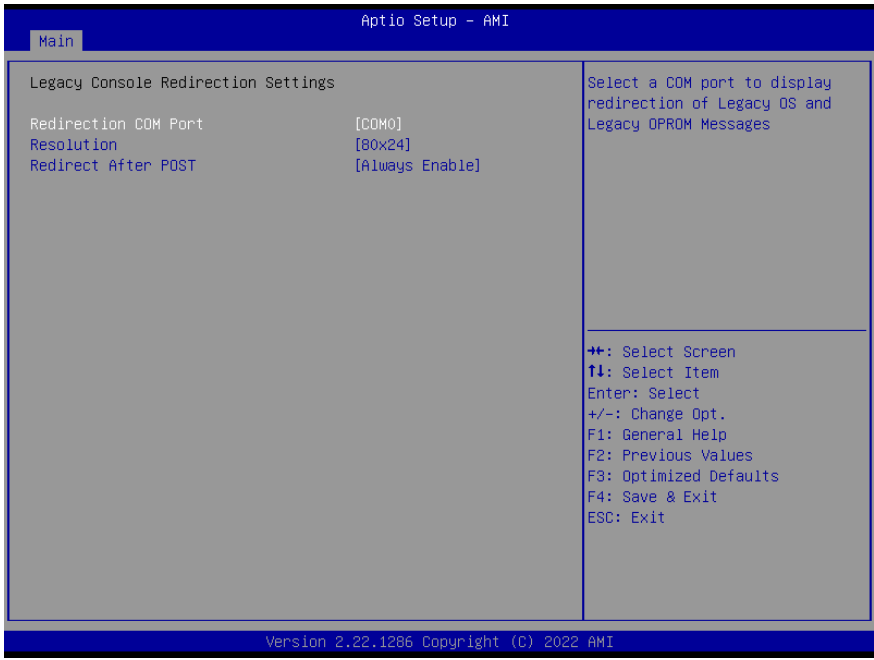 Aptio Setup – AMI
Main
Legacy Console Redirection Settings
Redirection COM Port [COM0]
Resolution [80x24]
Redirect After POST [Always Enable]
Select a COM port to display
redirection of Legacy OS and
Legacy OPROM Messages
→←: Select Screen
↑↓: Select Item
Enter: Select
+/-: Change Opt.
F1: General Help
F2: Previous Values
F3: Optimized Defaults
F4: Save & Exit
ESC: Exit
Version 2.22.1286 Copyright (C) 2022 AMI